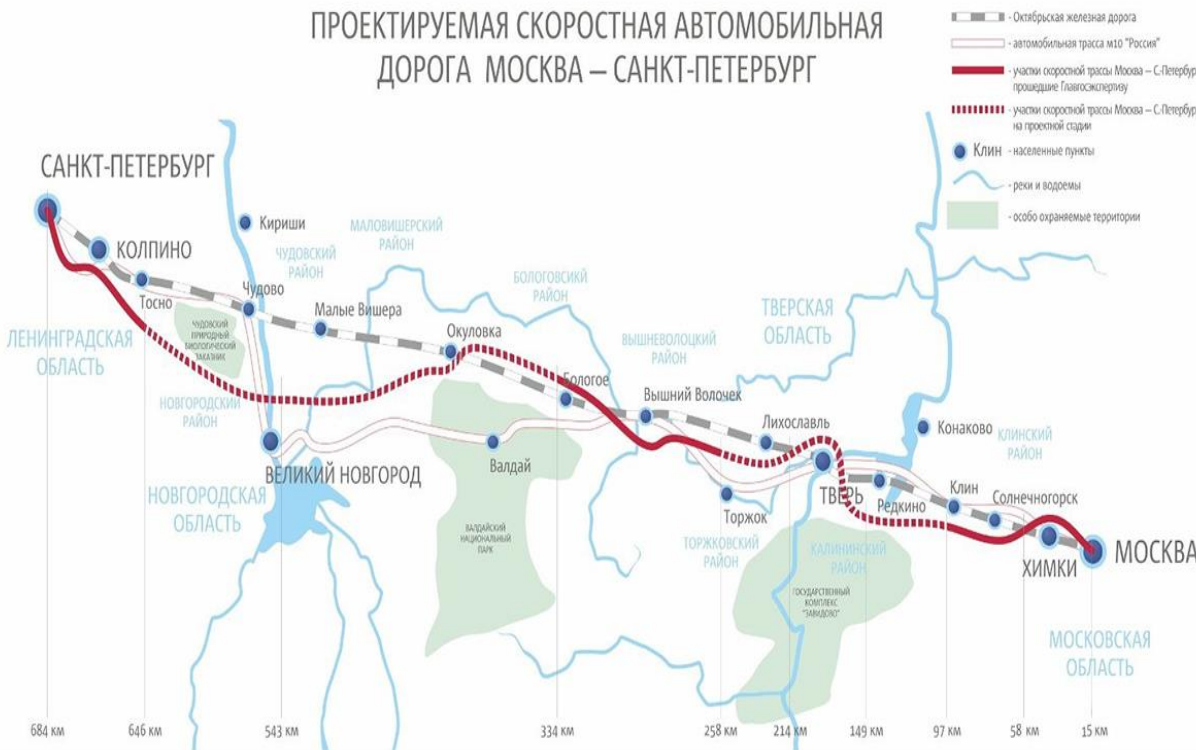 ПРОЕКТИРУЕМАЯ СКОРОСТНАЯ АВТОМОБИЛЬНАЯ
ДОРОГА МОСКВА – САНКТ-ПЕТЕРБУРГ
- Октябрьская железная дорога
- автомобильная трасса м10 "Россия"
- участки скоростной трассы Москва – С.-Петербур
прошедшие Главгосэкспертизу
- участки скоростной трассы Москва – С.-Петербур
на проектной стадии
Клин - населенные пункты
- реки и водоемы
- особо охраняемые территории
САНКТ-ПЕТЕРБУРГ
КОЛПИНО
Тосно
Кириши
ЧУДОВСКИЙ
РАЙОН
Чудово
МАЛОВИШЕРСКИЙ
РАЙОН
Малые Вишера
ЛЕНИНГРАДСКАЯ
ОБЛАСТЬ
ЧУДОВСКИЙ
ПРИРОДНЫЙ
БИОЛОГИЧЕСКИЙ
ЗАКАЗНИК
НОВГОРОДСКИЙ
РАЙОН
ВЕЛИКИЙ НОВГОРОД
НОВГОРОДСКАЯ
ОБЛАСТЬ
Окуловка
БОЛОГОВСИКЙ
РАЙОН
Бологое
Валдай
ВАЛДАЙСКИЙ
НАЦИОНАЛЬНЫЙ
ПАРК
ВЫШНЕВОЛОЦКИЙ
РАЙОН
Вышний Волочек
ТВЕРСКАЯ
ОБЛАСТЬ
Лихославль
Торжок
ТОРЖКОВСКИЙ
РАЙОН
ТВЕРЬ
Редкино
КАЛИНИНСКИЙ
РАЙОН
ГОСУДАРСТВЕННЫЙ
КОМПЛЕКС
"ЗАВИДОВО"
Конаково
КЛИНСКИЙ
РАЙОН
Клин
Солнечногорск
ХИМКИ
МОСКВА
МОСКОВСКАЯ
ОБЛАСТЬ
684 км
646 км
543 км
334 км
258 км
214 км
149 км
97 км
58 км
15 км